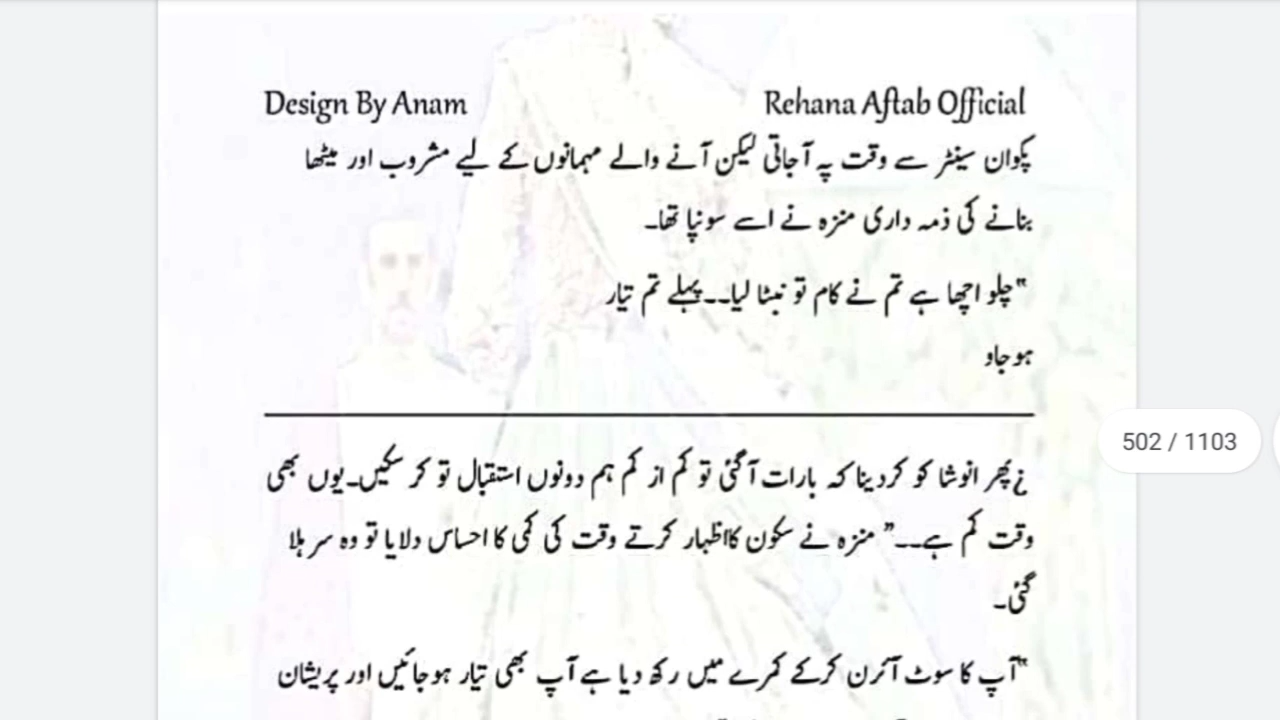 Design By Anam Rehana Aftab Official
پکوان سینٹر سے وقت پہ آجاتی لیکن آنے والے مہمانوں کے لیے مشروب اور میٹھا
بنانے کی ذمہ داری منزہ نے اسے سونپا تھا۔
"چلو اچھا ہے تم نے کام تو نبٹا لیا۔۔پہلے تم تیار
ہوجاو
غ پھر انوشا کو کردینا کہ بارات آگئی تو کم از کم ہم دونوں استقبال تو کر سکیں۔یوں بھی
وقت کم ہے۔۔" منزہ نے سکون کااظہار کرتے وقت کی کمی کا احساس دلایا تو وہ سر ہلا
گئی۔
"آپ کا سوٹ آئرن کرکے کمرے میں رکھ دیا ہے آپ بھی تیار ہوجائیں اور پریشان
502 / 1103